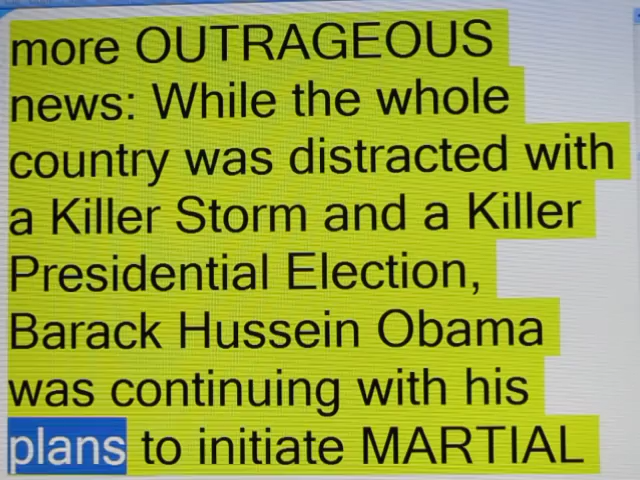 more OUTRAGEOUS
news: While the whole
country was distracted with
a Killer Storm and a Killer
Presidential Election,
Barack Hussein Obama
was continuing with his
plans to initiate MARTIAL